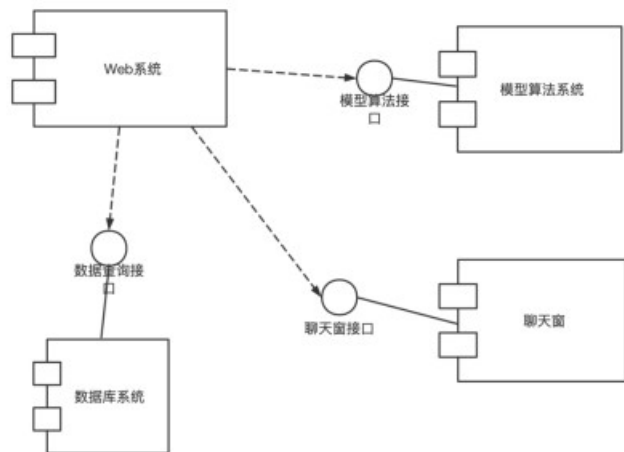 Web系统
模型算法接
口
模型算法系统
数据查询接
口
聊天窗接口
聊天窗
数据库系统